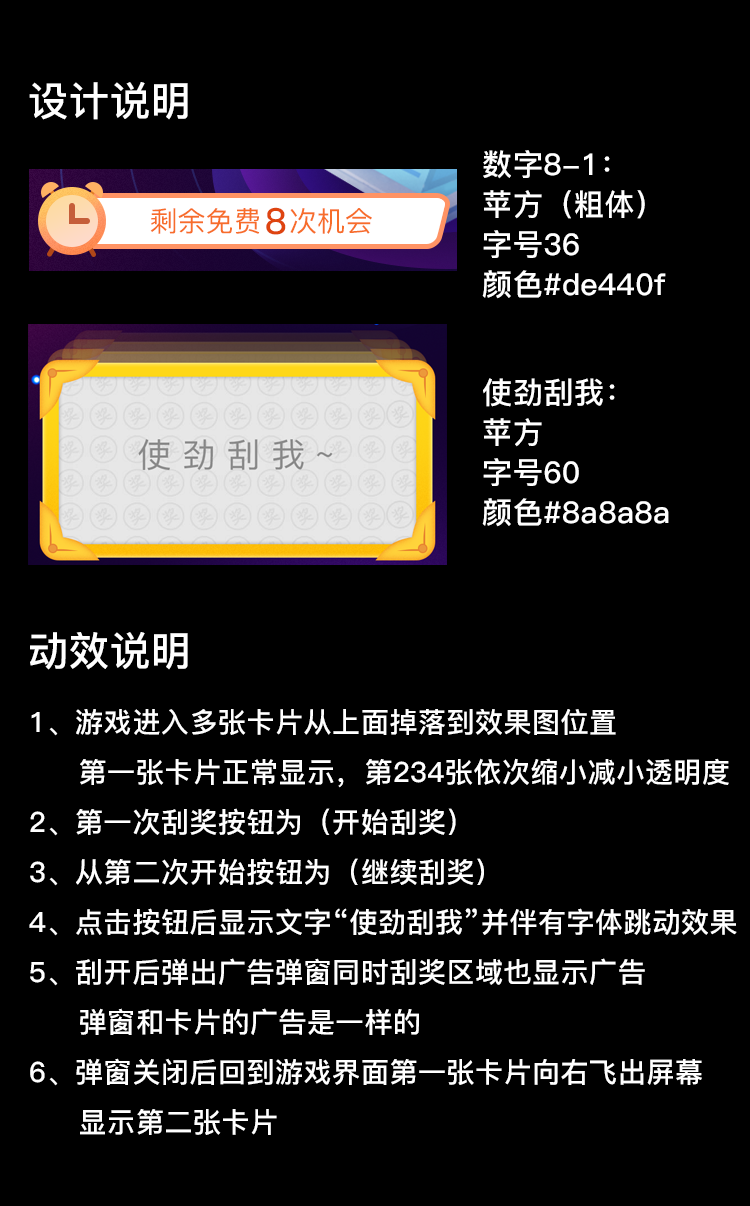 设计说明
剩余免费8次机会
数字8-1：
苹方（粗体）
字号36
颜色#de440f
使劲刮我~
使劲刮我：
苹方
字号60
颜色#8a8a8a
动效说明
1、游戏进入多张卡片从上面掉落到效果图位置
第一张卡片正常显示，第234张依次缩小减小透明度
2、第一次刮奖按钮为（开始刮奖）
3、从第二次开始按钮为（继续刮奖）
4、点击按钮后显示文字“使劲刮我”并伴有字体跳动效果
5、刮开后弹出广告弹窗同时刮奖区域也显示广告
弹窗和卡片的广告是一样的
6、弹窗关闭后回到游戏界面第一张卡片向右飞出屏幕
显示第二张卡片